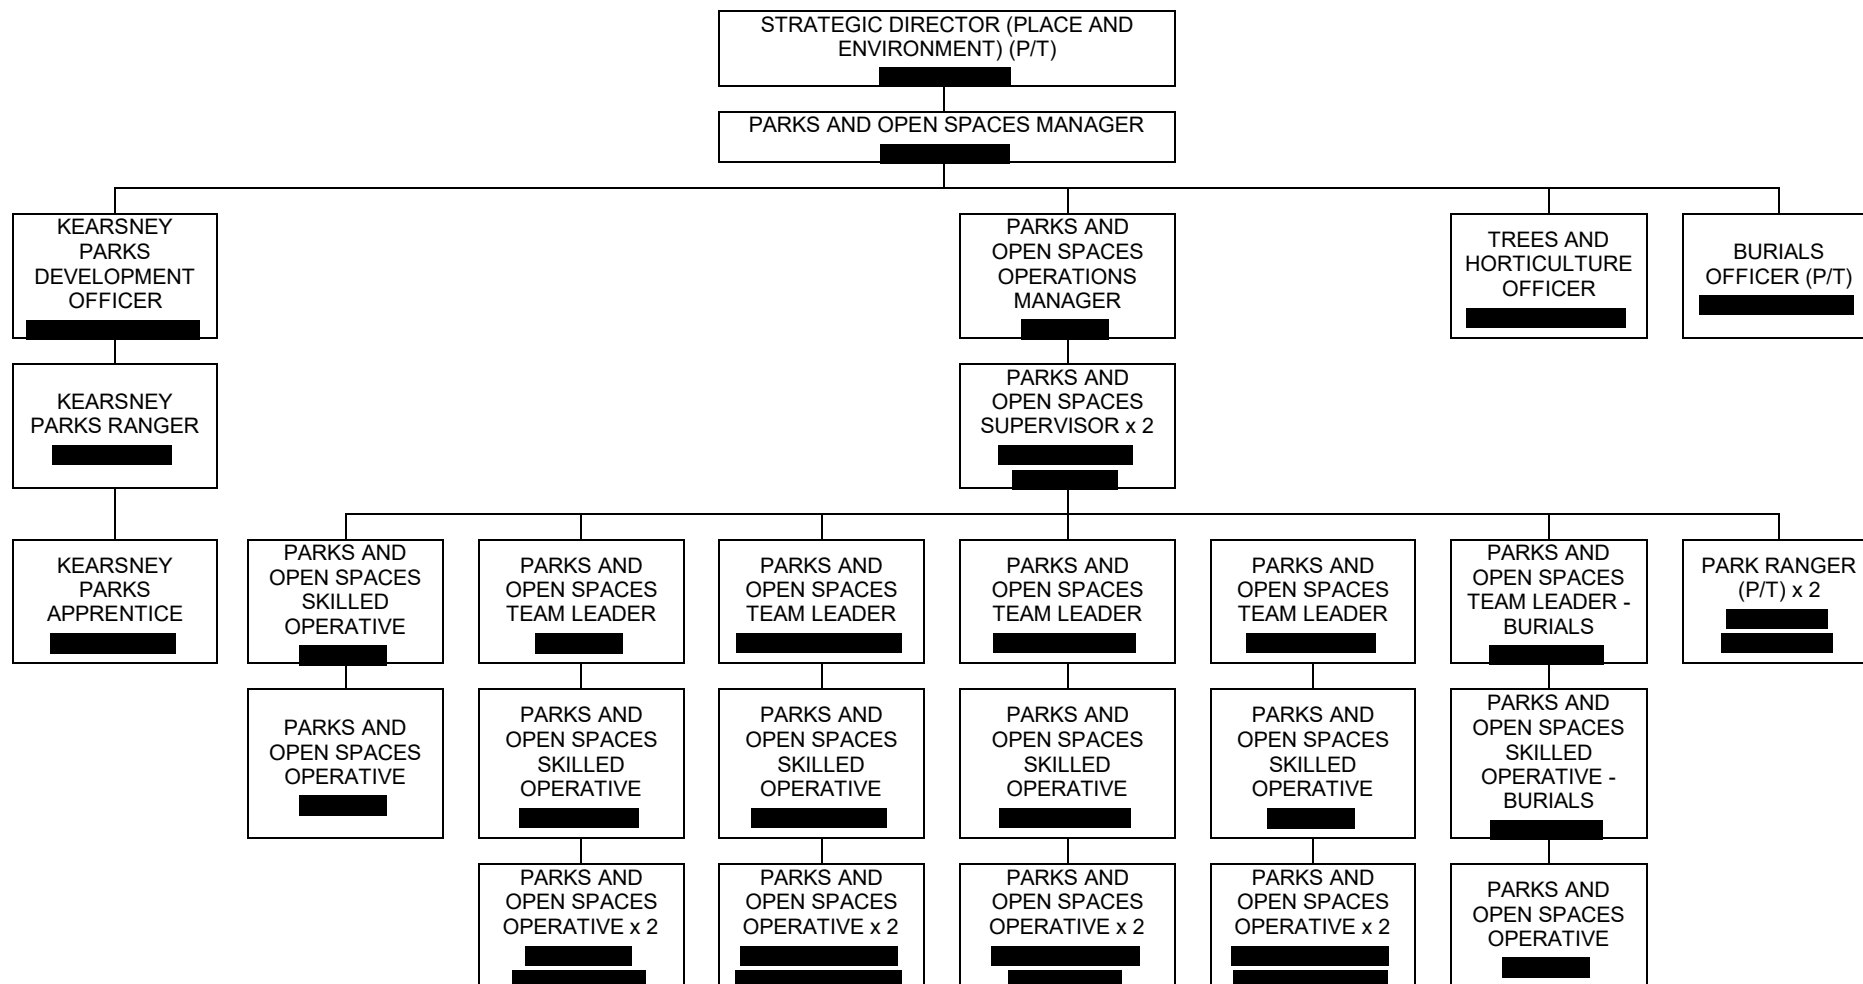 STRATEGIC DIRECTOR (PLACE AND
ENVIRONMENT) (P/T)
PARKS AND OPEN SPACES MANAGER
KEARSNEY
PARKS
DEVELOPMENT
OFFICER
PARKS AND
OPEN SPACES
OPERATIONS
MANAGER
TREES AND
HORTICULTURE
OFFICER
BURIALS
OFFICER (P/T)
KEARSNEY
PARKS RANGER
PARKS AND
OPEN SPACES
SUPERVISOR x 2
KEARSNEY
PARKS
APPRENTICE
PARKS AND
OPEN SPACES
SKILLED
OPERATIVE
PARKS AND
OPEN SPACES
TEAM LEADER
PARKS AND
OPEN SPACES
TEAM LEADER
PARKS AND
OPEN SPACES
TEAM LEADER
PARKS AND
OPEN SPACES
TEAM LEADER
PARKS AND
OPEN SPACES
TEAM LEADER -
BURIALS
PARK RANGER
(P/T) x 2
PARKS AND
OPEN SPACES
OPERATIVE
PARKS AND
OPEN SPACES
SKILLED
OPERATIVE
PARKS AND
OPEN SPACES
SKILLED
OPERATIVE
PARKS AND
OPEN SPACES
SKILLED
OPERATIVE
PARKS AND
OPEN SPACES
SKILLED
OPERATIVE
PARKS AND
OPEN SPACES
SKILLED
OPERATIVE -
BURIALS
PARKS AND
OPEN SPACES
OPERATIVE x 2
PARKS AND
OPEN SPACES
OPERATIVE x 2
PARKS AND
OPEN SPACES
OPERATIVE x 2
PARKS AND
OPEN SPACES
OPERATIVE x 2
PARKS AND
OPEN SPACES
OPERATIVE